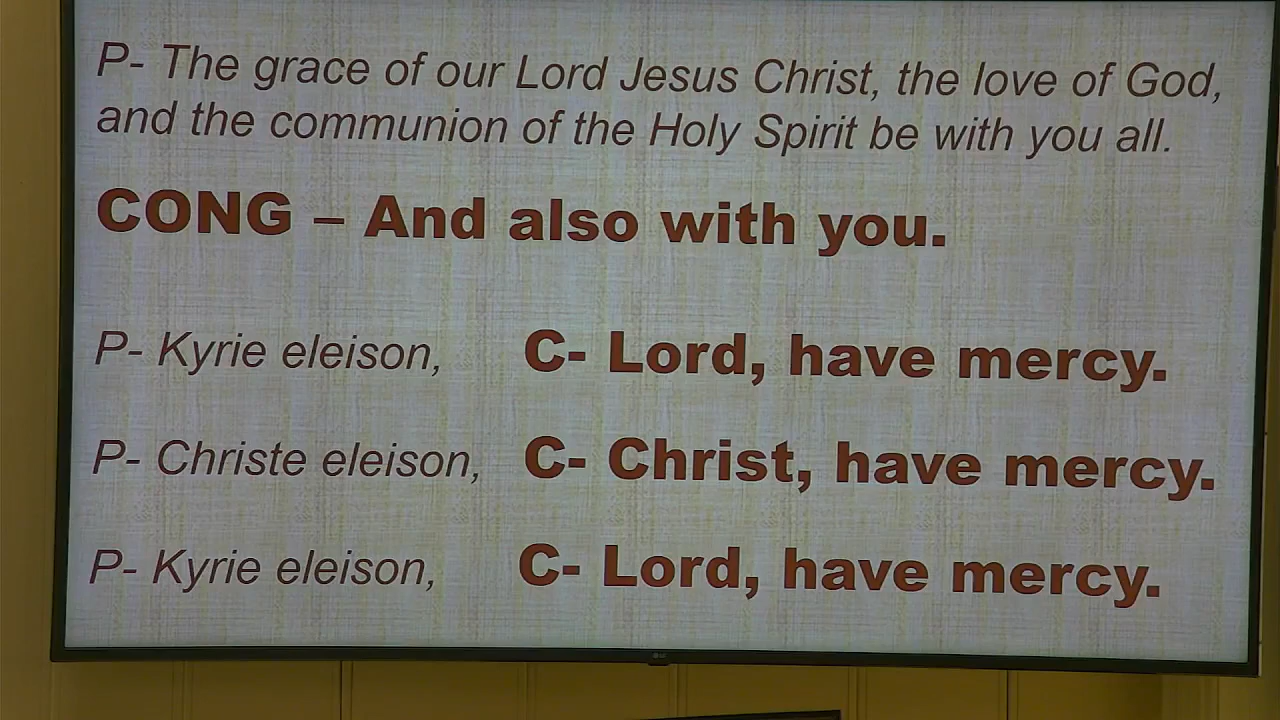 P- The grace of our Lord Jesus Christ, the love of God,
and the communion of the Holy Spirit be with you all.
CONG – And also with you.
P- Kyrie eleison, C- Lord, have mercy.
P- Christe eleison, C- Christ, have mercy.
P- Kyrie eleison, C- Lord, have mercy.
LG